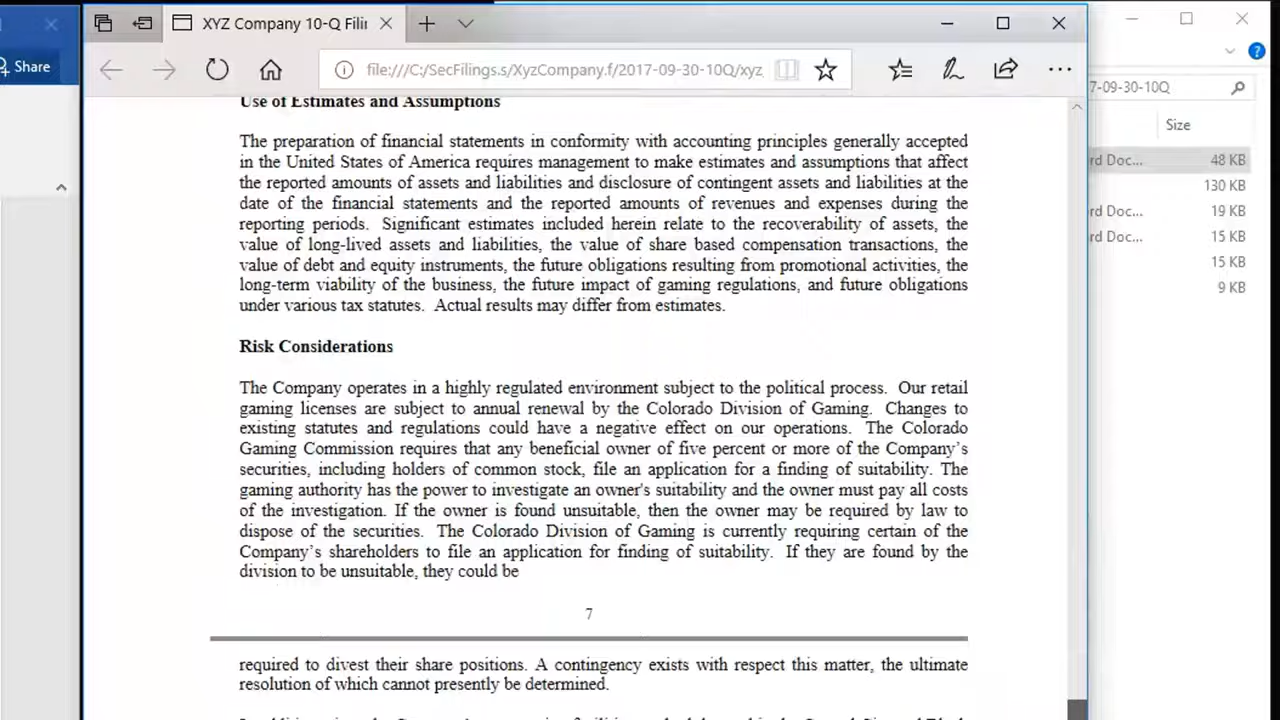 XYZ Company 10-Q Filin
Share
file:///C:/SecFilings.s/XyzCompany.f/2017-09-30-10Q/xyz
7-09-30-10Q
Size
rd Doc... 48 KB
130 KB
rd Doc... 19 KB
rd Doc... 15 KB
15 KB
9 KB
Use of Estimates and Assumptions
The preparation of financial statements in conformity with accounting principles generally accepted
in the United States of America requires management to make estimates and assumptions that affect
the reported amounts of assets and liabilities and disclosure of contingent assets and liabilities at the
date of the financial statements and the reported amounts of revenues and expenses during the
reporting periods. Significant estimates included herein relate to the recoverability of assets, the
value of long-lived assets and liabilities, the value of share based compensation transactions, the
value of debt and equity instruments, the future obligations resulting from promotional activities, the
long-term viability of the business, the future impact of gaming regulations, and future obligations
under various tax statutes. Actual results may differ from estimates.
Risk Considerations
The Company operates in a highly regulated environment subject to the political process. Our retail
gaming licenses are subject to annual renewal by the Colorado Division of Gaming. Changes to
existing statutes and regulations could have a negative effect on our operations. The Colorado
Gaming Commission requires that any beneficial owner of five percent or more of the Company's
securities, including holders of common stock, file an application for a finding of suitability. The
gaming authority has the power to investigate an owner's suitability and the owner must pay all costs
of the investigation. If the owner is found unsuitable, then the owner may be required by law to
dispose of the securities. The Colorado Division of Gaming is currently requiring certain of the
Company's shareholders to file an application for finding of suitability. If they are found by the
division to be unsuitable, they could be
7
required to divest their share positions. A contingency exists with respect this matter, the ultimate
resolution of which cannot presently be determined.